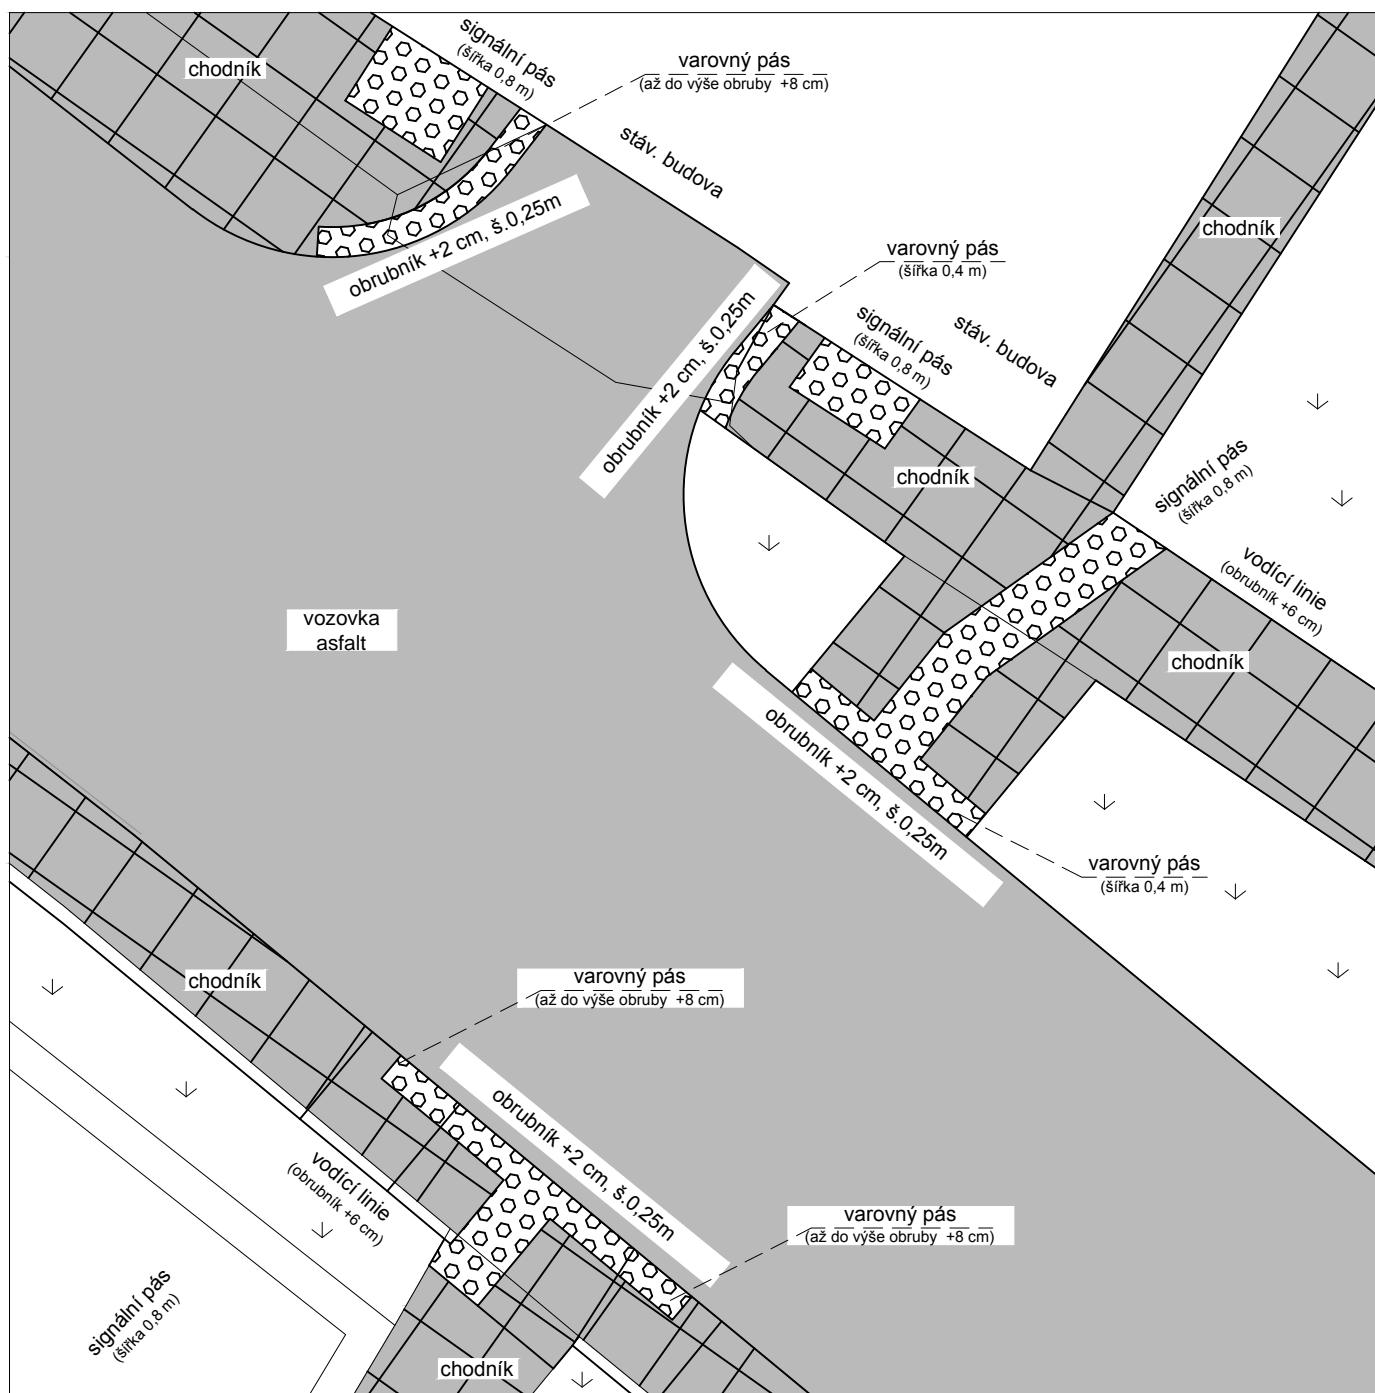 signální pás
(šířka 0,8 m)
varovný pás
(až do výše obruby +8 cm)
chodník
stáv. budova
obrubník +2 cm, š.0,25m
chodník
varovný pás
(šířka 0,4 m)
obrubník +2 cm, š.0,25m
signální pás
(šířka 0,8 m)
stáv. budova
chodník
signální pás
(šířka 0,8 m)
vodící linie
(obrubník +6 cm)
vozovka
asfalt
chodník
obrubník +2 cm, š.0,25m
varovný pás
(šířka 0,4 m)
chodník
varovný pás
(až do výše obruby +8 cm)
obrubník +2 cm, š.0,25m
vodící linie
(obrubník +6 cm)
varovný pás
(až do výše obruby +8 cm)
signální pás
(šířka 0,8 m)
chodník